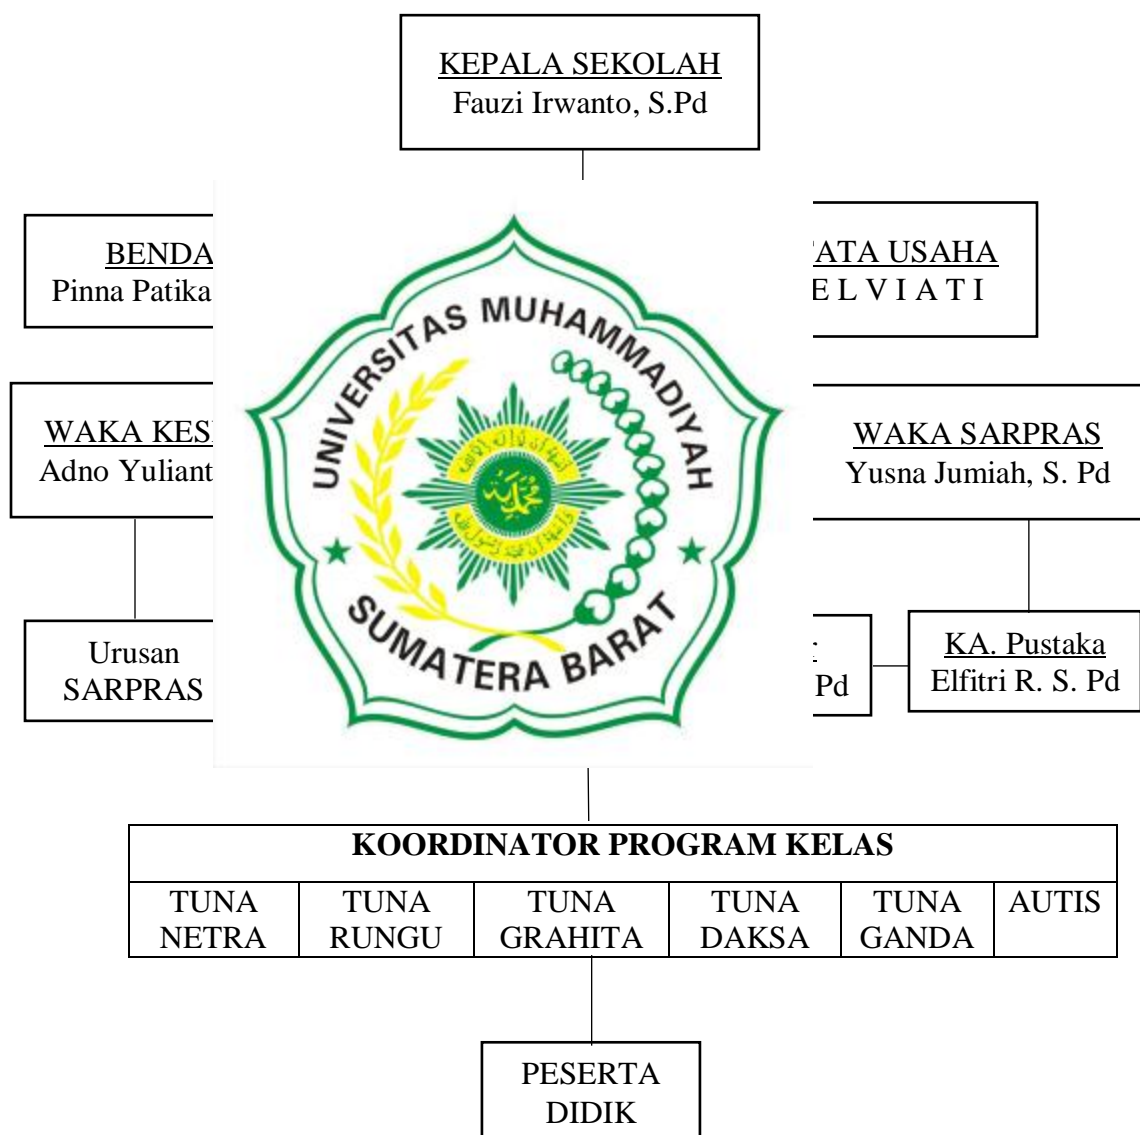 KEPALA SEKOLAH
Fauzi Irwanto, S.Pd
BENDA
Pinna Patika
ATA USAHA
E L V I A T I
UNIVERSITAS MUHAMMADIYAH
SUMATERA BARAT
محمدية
WAKA KES
Adno Yuliant
WAKA SARPRAS
Yusna Jumiah, S. Pd
Urusan
SARPRAS
Pd
KA. Pustaka
Elfitri R. S. Pd
KOORDINATOR PROGRAM KELAS
TUNA NETRA
TUNA RUNGU
TUNA GRAHITA
TUNA DAKSA
TUNA GANDA
AUTIS
PESERTA
DIDIK